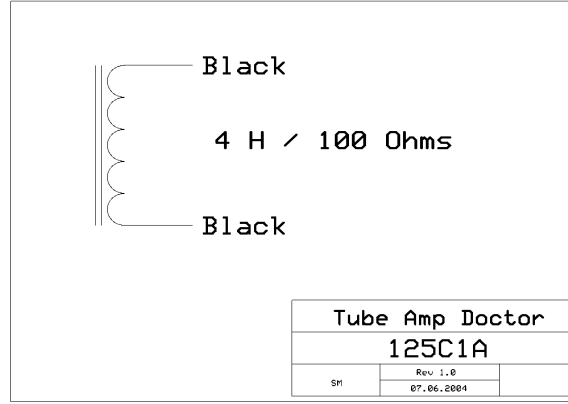 Black
4 H / 100 Ohms
Black
Tube Amp Doctor
125C1A
Rev 1.0
SM
07.06.2004